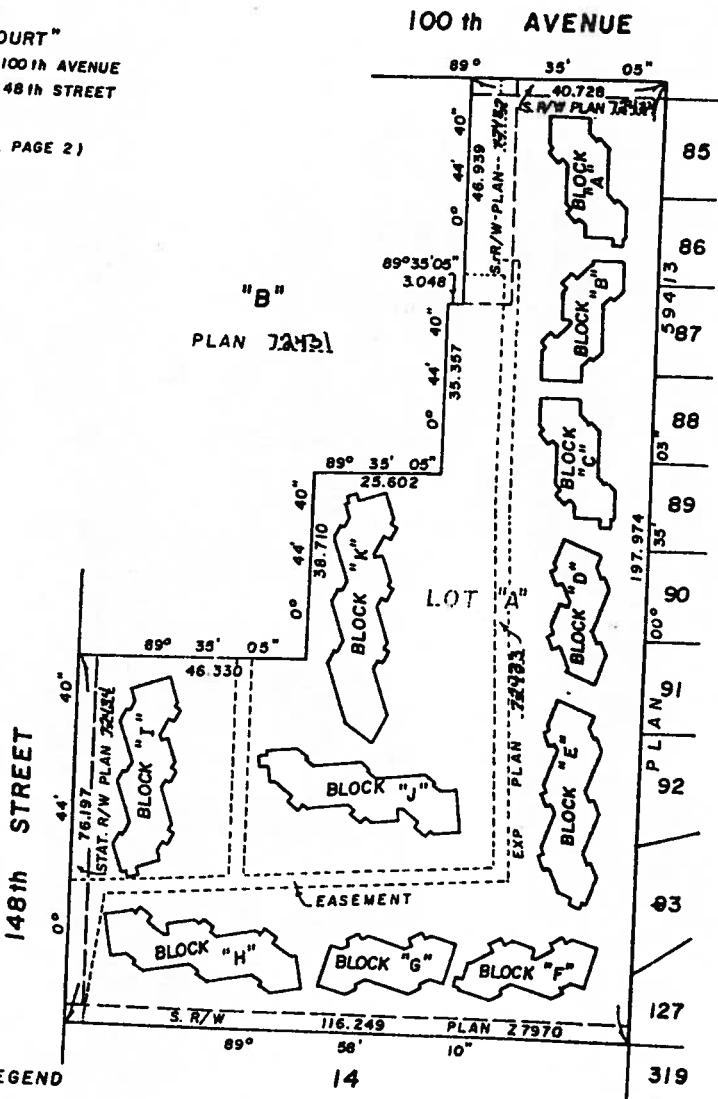 100 th AVENUE
OURT"
100 th AVENUE
48 th STREET
PAGE 2)
89° 35' 05"
40.728
S. R/W PLAN
40"
44'
0°
46.939
S. R/W-PLAN--
85
BLOCK "A"
86
89°35'05"
3.048
"B"
PLAN 72431
BLOCK "B"
59413
87
40"
44'
0°
35.357
88
BLOCK "C"
03"
89° 35' 05"
25.602
89
40"
44'
0°
38.710
BLOCK "K"
35'
197.974
LOT "A"
BLOCK "D"
90
00°
89° 35' 05"
46.330
91
PLAN
40"
44'
0°
76.197
STAT. R/W PLAN
BLOCK "I"
EXP PLAN
BLOCK "E"
92
BLOCK "J"
148th STREET
EASEMENT
93
BLOCK "H"
BLOCK "G"
BLOCK "F"
127
S. R/W 116.249 PLAN 27970
89° 56' 10"
EGEND
14
319